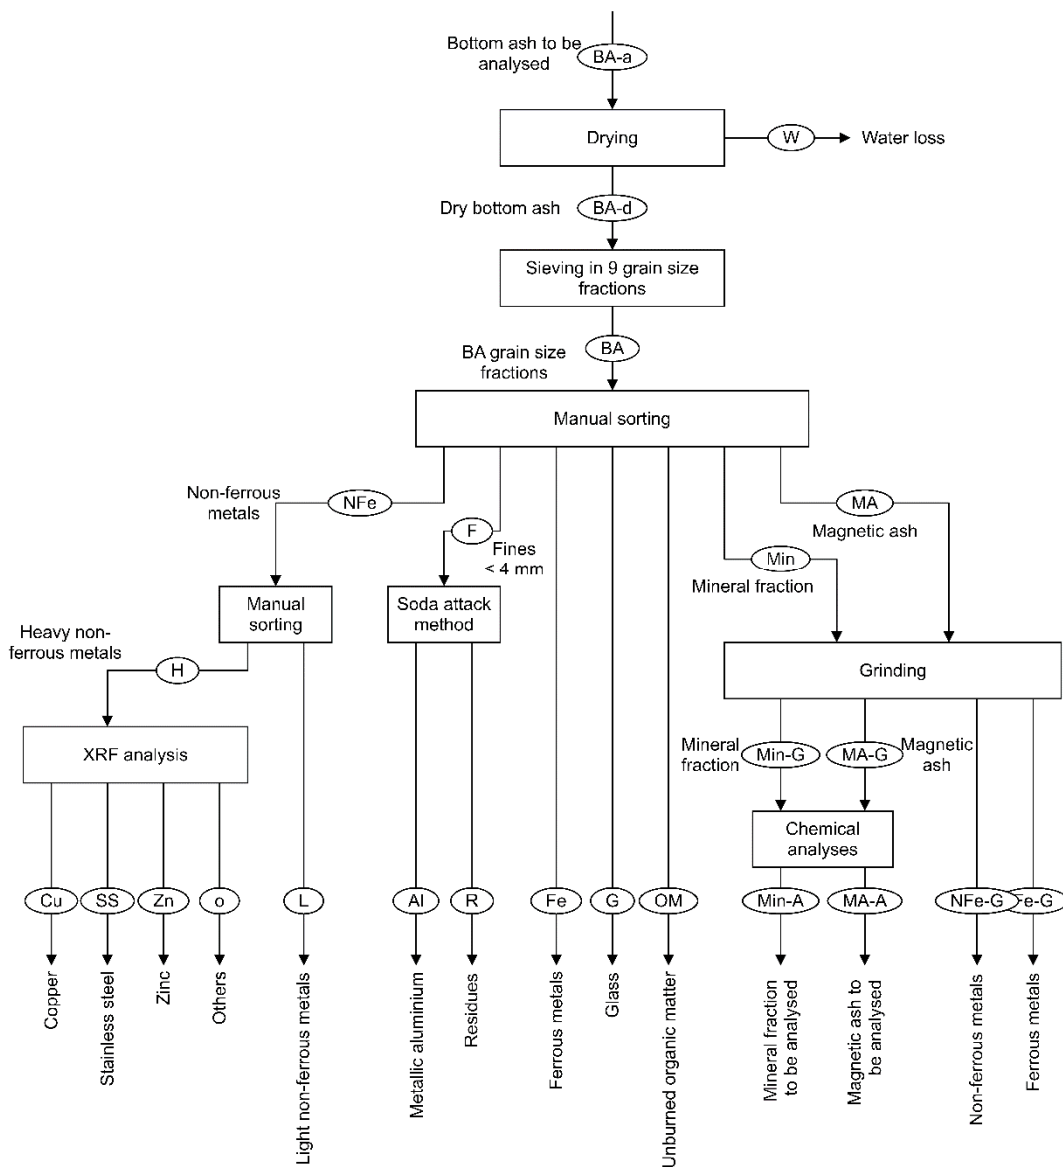 Bottom ash to be
analysed
BA-a
Drying
W
Water loss
Dry bottom ash
BA-d
Sieving in 9 grain size
fractions
BA grain size
fractions
BA
Manual sorting
Non-ferrous
metals
NFe
F
Fines
< 4 mm
MA
Magnetic ash
Min
Mineral fraction
Manual
sorting
Soda attack
method
Heavy non-
ferrous metals
H
Grinding
XRF analysis
Mineral
fraction
Min-G
MA-G
Magnetic
ash
Chemical
analyses
Cu
SS
Zn
o
L
Al
R
Fe
G
OM
Min-A
MA-A
NFe-G
Fe-G
Copper
Stainless steel
Zinc
Others
Light non-ferrous metals
Metallic aluminium
Residues
Ferrous metals
Glass
Unburned organic matter
Mineral fraction
to be analysed
Magnetic ash to
be analysed
Non-ferrous metals
Ferrous metals